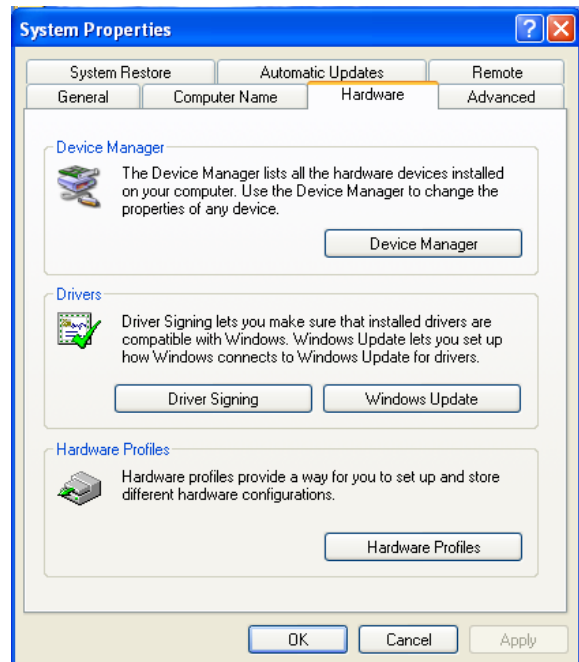 System Properties
System Restore
Automatic Updates
Remote
General
Computer Name
Hardware
Advanced
Device Manager
The Device Manager lists all the hardware devices installed
on your computer. Use the Device Manager to change the
properties of any device.
Device Manager
Drivers
Driver Signing lets you make sure that installed drivers are
compatible with Windows. Windows Update lets you set up
how Windows connects to Windows Update for drivers.
Driver Signing
Windows Update
Hardware Profiles
Hardware profiles provide a way for you to set up and store
different hardware configurations.
Hardware Profiles
OK
Cancel
Apply